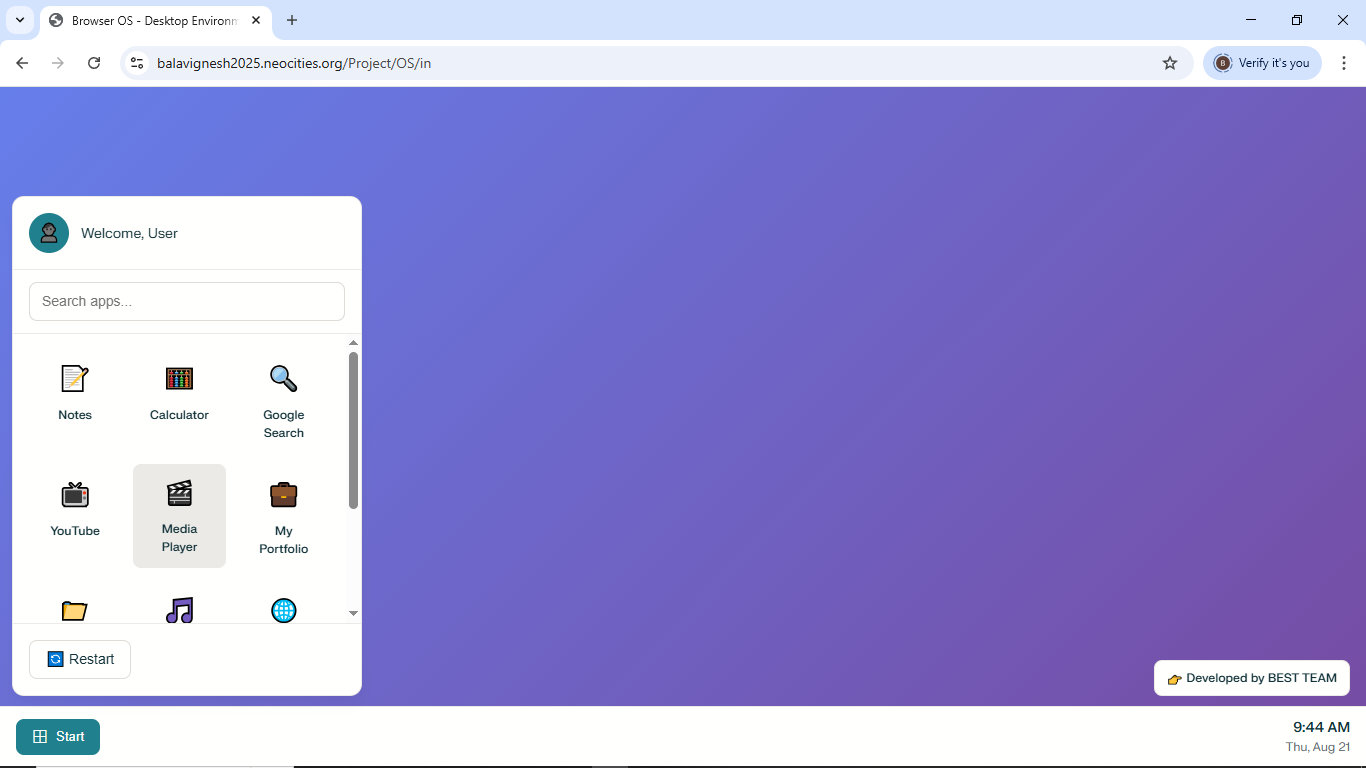 Browser OS - Desktop Environm
balavignesh2025.neocities.org/Project/OS/in
B
Verify it's you
Welcome, User
Search apps...
Notes
Calculator
Google
Search
YouTube
Media
Player
My
Portfolio
Restart
Developed by BEST TEAM
Start
9:44 AM
Thu, Aug 21